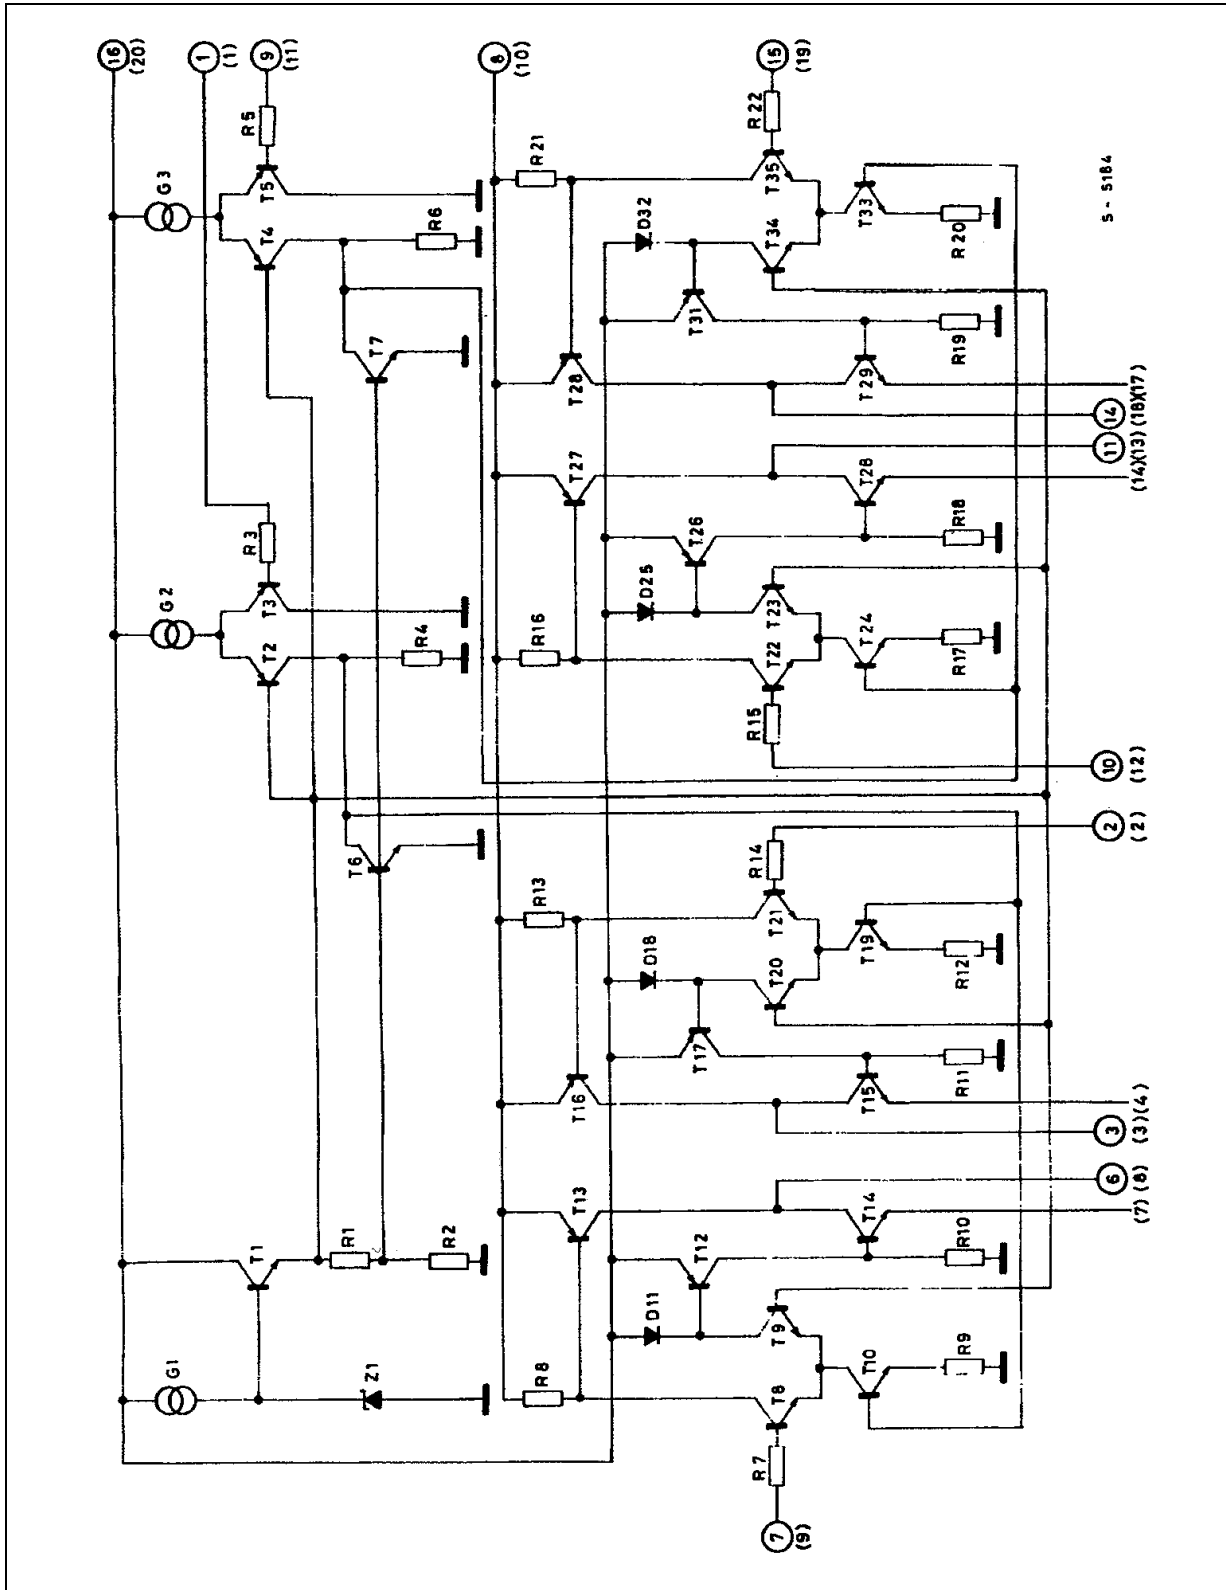 16
(20)
1
(1)
9
(11)
8
(10)
15
(19)
G3
R5
T5
T4
R6
T7
G2
R3
T3
T2
R4
T6
G1
T1
R1
R2
Z1
R21
R22
D32
T35
T34
T33
R20
T31
T28
T29
R19
S - 5184
14
(18)(17)
11
(14)(13)
T27
T26
T28
R18
D25
R16
T23
T22
T24
R17
R15
10
(12)
2
(2)
R14
R13
T21
T20
D18
T19
R12
T17
T16
T15
R11
3
(3)(4)
6
(7)(8)
T13
T12
T14
R10
D11
R8
T9
T8
T10
R9
R7
7
(9)